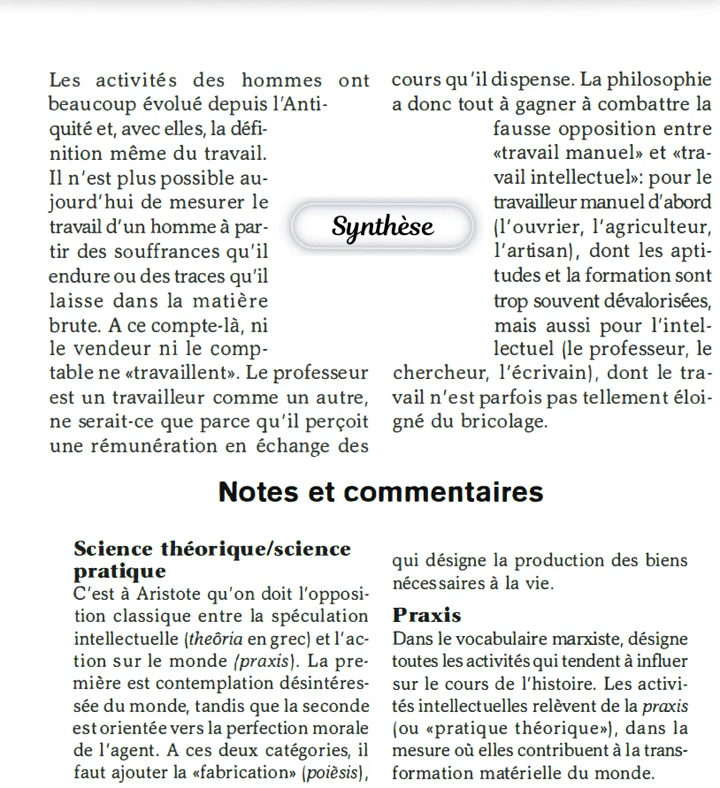 Les activités des hommes ont
beaucoup évolué depuis l'Anti-
quité et, avec elles, la défi-
nition même du travail.
Il n'est plus possible au-
jourd'hui de mesurer le
travail d'un homme à par-
tir des souffrances qu'il
endure ou des traces qu'il
laisse dans la matière
brute. A ce compte-là, ni
le vendeur ni le comp-
table ne «travaillent». Le professeur
est un travailleur comme un autre,
ne serait-ce que parce qu'il perçoit
une rémunération en échange des
Synthèse
cours qu'il dispense. La philosophie
a donc tout à gagner à combattre la
fausse opposition entre
«travail manuel» et «tra-
vail intellectuel»: pour le
travailleur manuel d'abord
(l'ouvrier, l'agriculteur,
l'artisan), dont les apti-
tudes et la formation sont
trop souvent dévalorisées,
mais aussi pour l'intel-
lectuel (le professeur, le
chercheur, l'écrivain), dont le tra-
vail n'est parfois pas tellement éloi-
gné du bricolage.
Notes et commentaires
Science théorique/science
pratique
C'est à Aristote qu'on doit l'opposi-
tion classique entre la spéculation
intellectuelle (theôria en grec) et l'ac-
tion sur le monde (praxis). La pre-
mière est contemplation désintéres-
sée du monde, tandis que la seconde
est orientée vers la perfection morale
de l'agent. A ces deux catégories, il
faut ajouter la «fabrication» (poièsis),
qui désigne la production des biens
nécessaires à la vie.
Praxis
Dans le vocabulaire marxiste, désigne
toutes les activités qui tendent à influer
sur le cours de l'histoire. Les activi-
tés intellectuelles relèvent de la praxis
(ou «pratique théorique»), dans la
mesure où elles contribuent à la trans-
formation matérielle du monde.